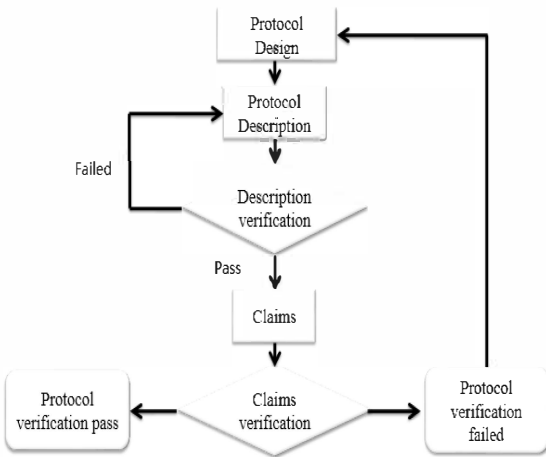 Protocol
Design
Protocol
Description
Failed
Description
verification
Pass
Claims
Claims
verification
Protocol
verification pass
Protocol
verification
failed